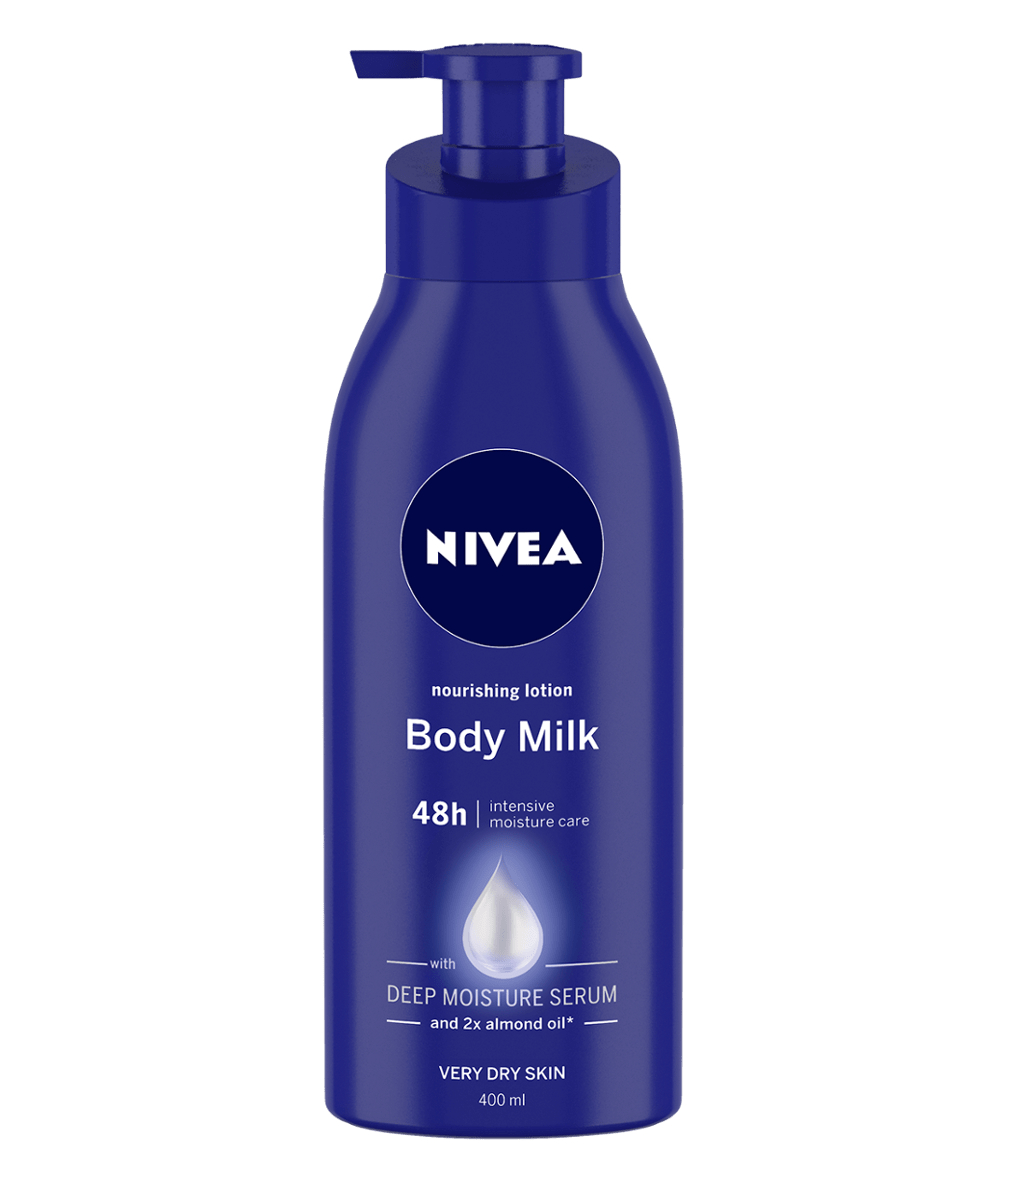 NIVEA
nourishing lotion
Body Milk
48h | intensive
moisture care
with
DEEP MOISTURE SERUM
and 2x almond oil*
VERY DRY SKIN
400 ml